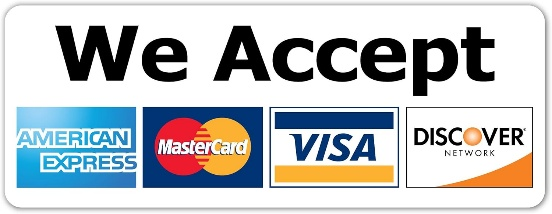 We Accept
AMERICAN
EXPRESS
MasterCard
VISA
DISCOVER
NETWORK